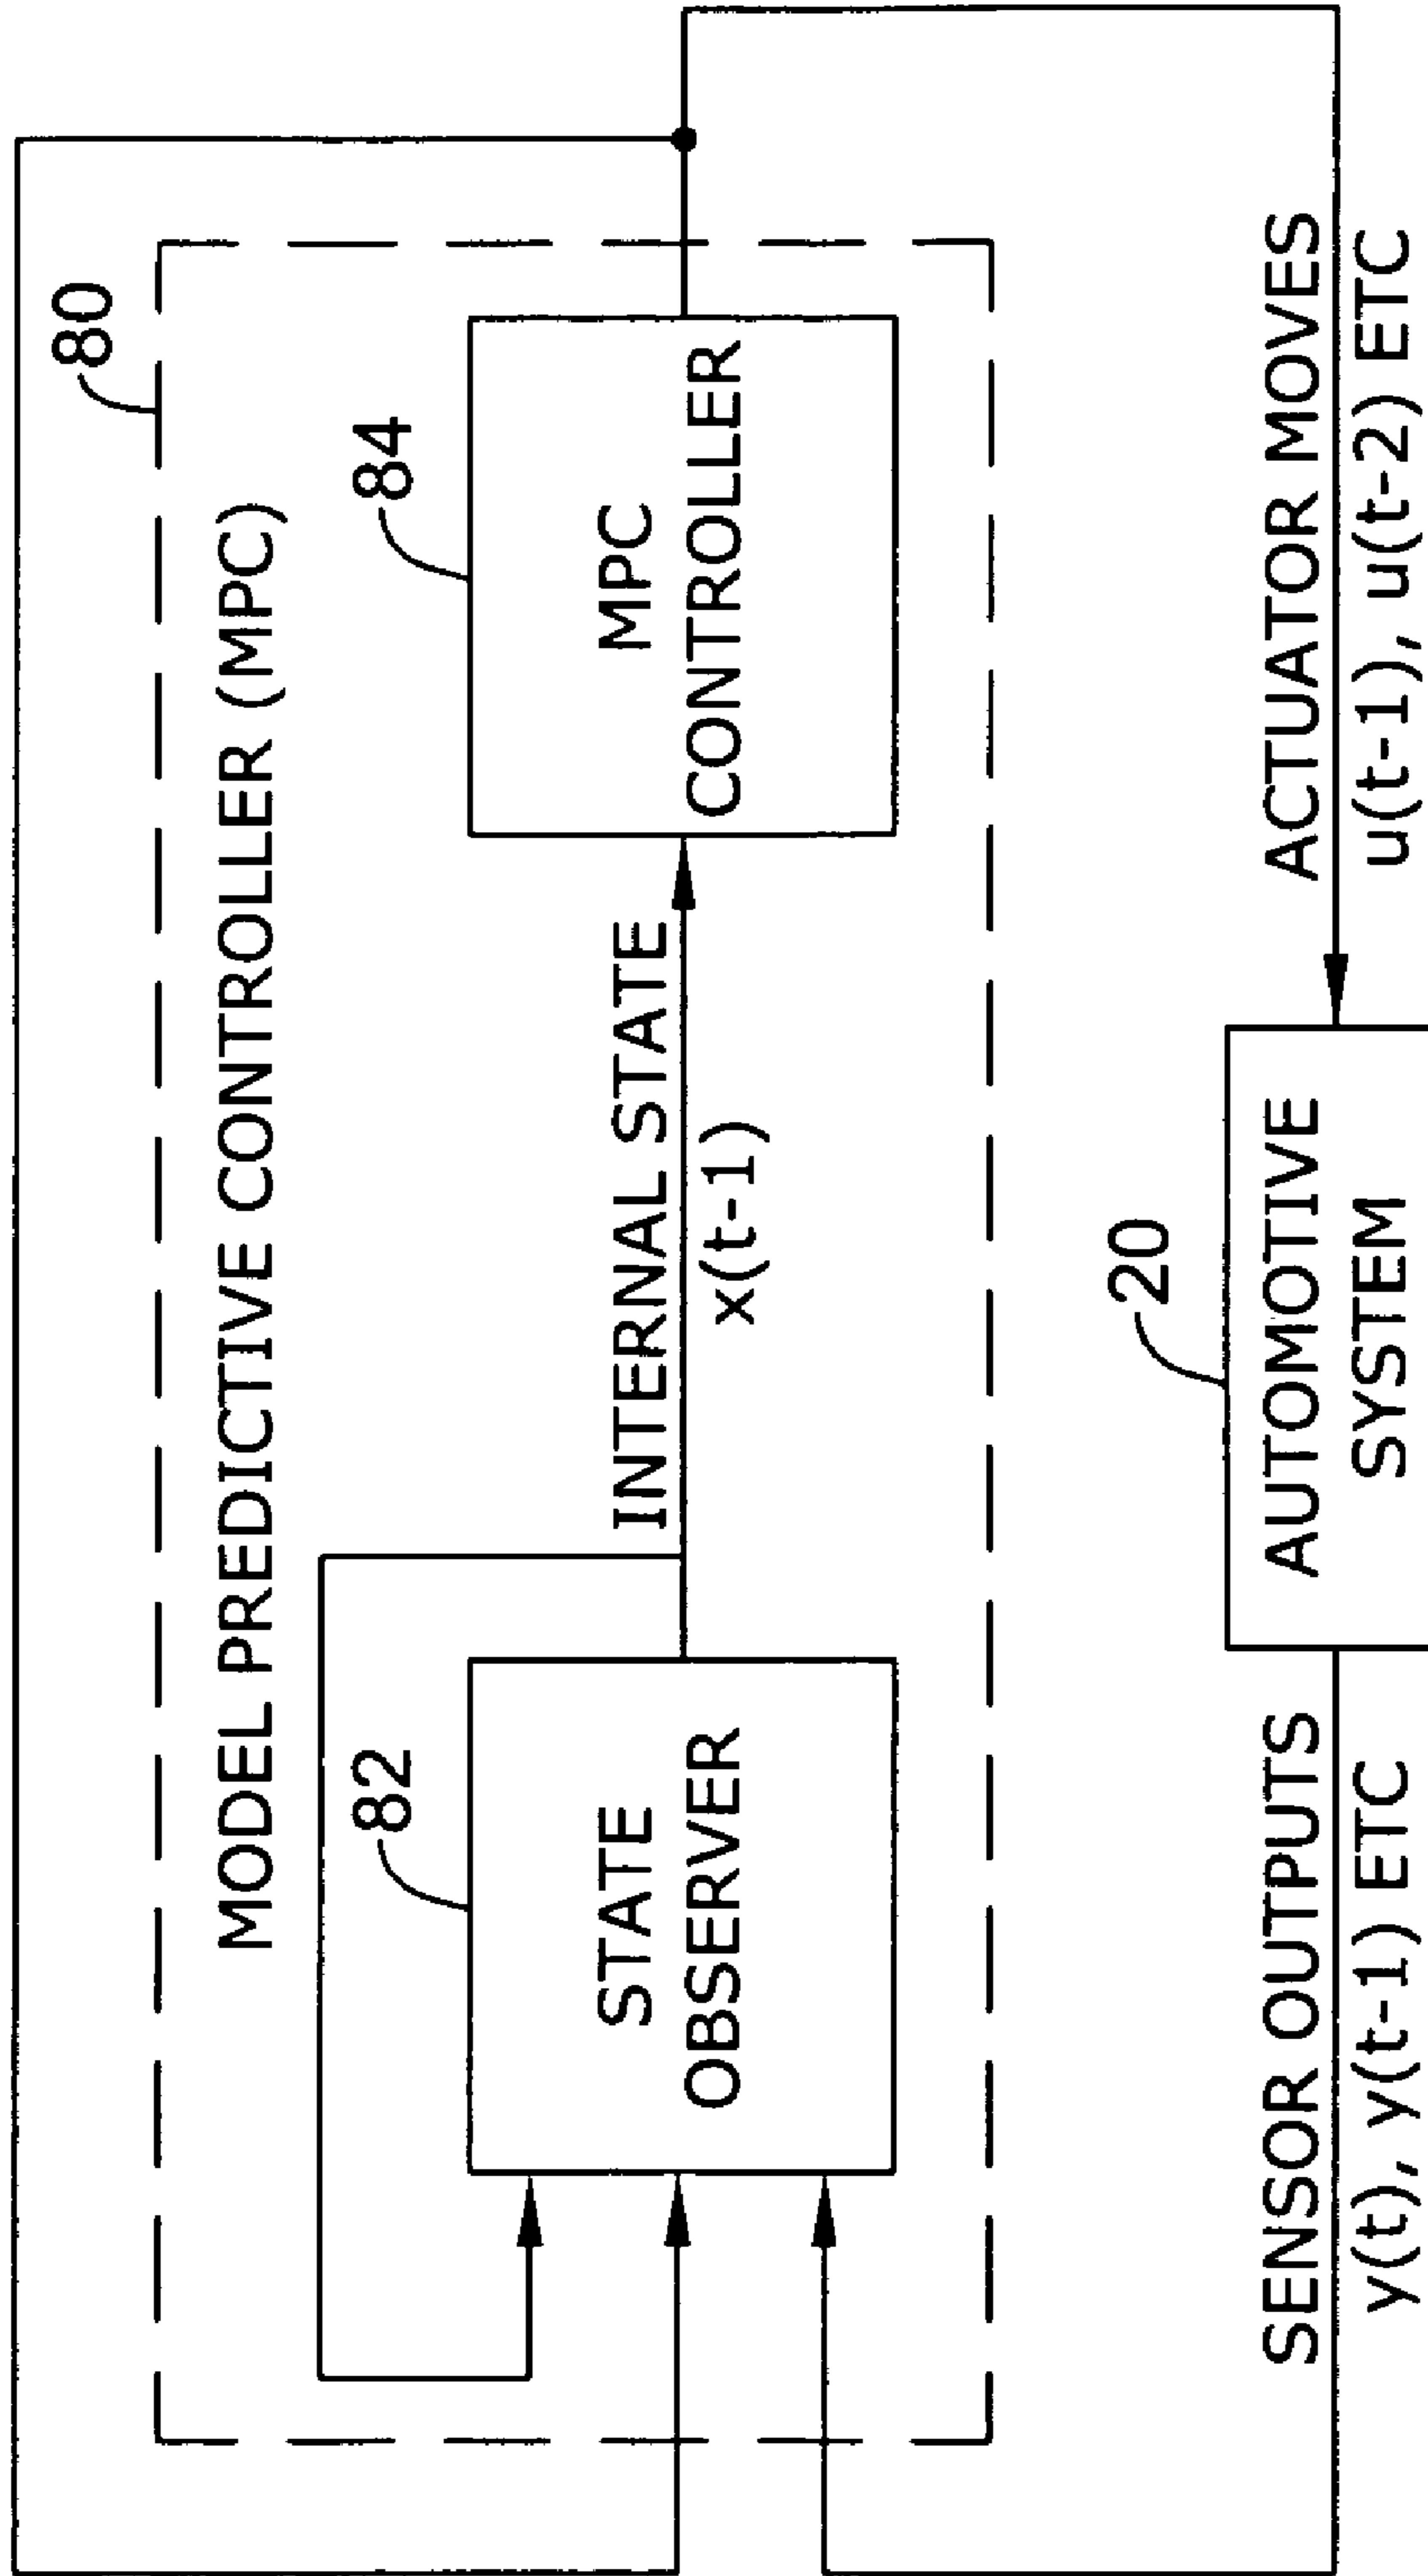 80
MODEL PREDICTIVE CONTROLLER (MPC)
82
84
STATE
OBSERVER
INTERNAL STATE
x(t-1)
MPC
CONTROLLER
20
SENSOR OUTPUTS
y(t), y(t-1) ETC
AUTOMOTIVE
SYSTEM
ACTUATOR MOVES
u(t-1), u(t-2) ETC